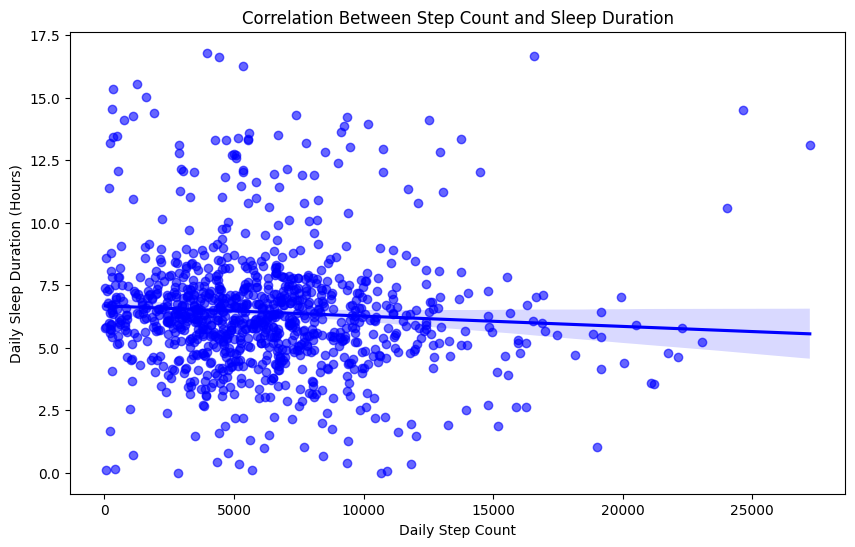 Correlation Between Step Count and Sleep Duration
17.5
15.0
12.5
10.0
7.5
5.0
2.5
0.0
Daily Sleep Duration (Hours)
0 5000 10000 15000 20000 25000
Daily Step Count